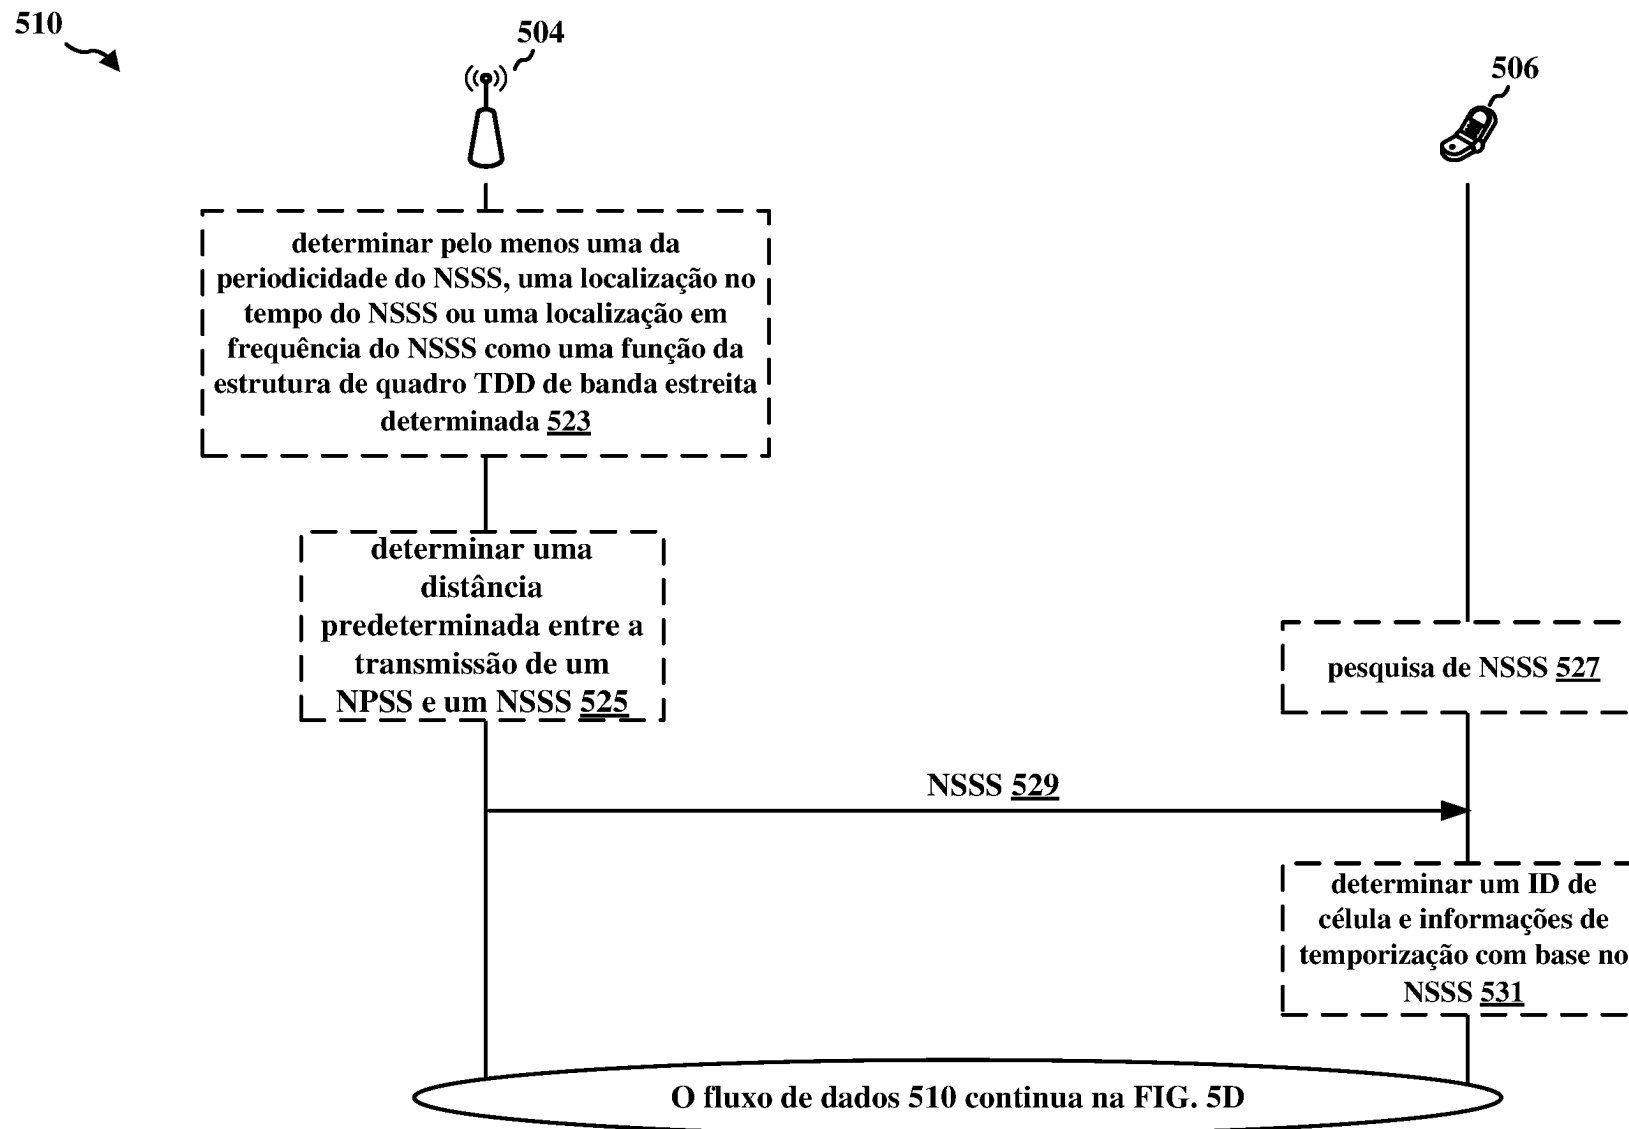 510
504
506
determinar pelo menos uma da
periodicidade do NSSS, uma localização no
tempo do NSSS ou uma localização em
frequência do NSSS como uma função da
estrutura de quadro TDD de banda estreita
determinada 523
determinar uma
distância
predeterminada entre a
transmissão de um
NPSS e um NSSS 525
pesquisa de NSSS 527
NSSS 529
determinar um ID de
célula e informações de
temporização com base no
NSSS 531
O fluxo de dados 510 continua na FIG. 5D